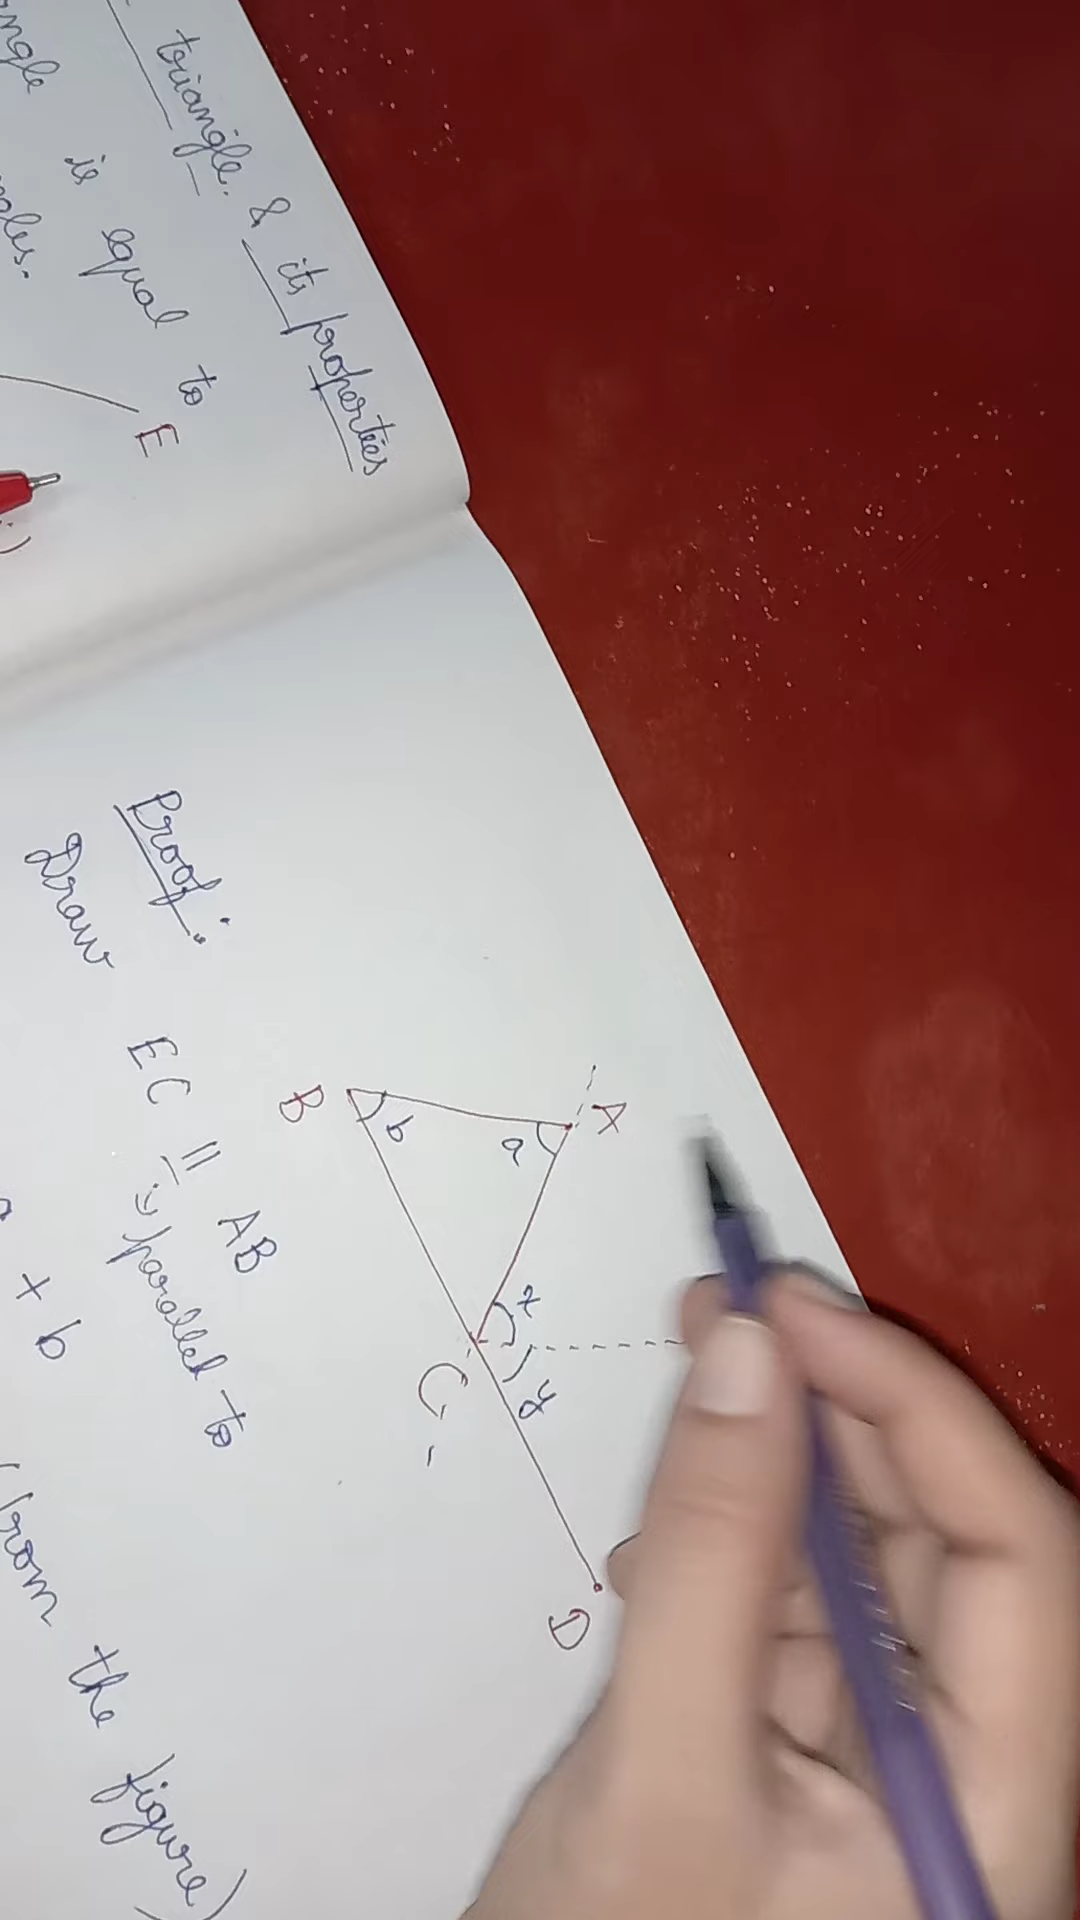 triangle. & its properties
is equal to
E
Proof:
Draw EC || AB
parallel to
+ b
from the figure)
A
a
B
b
x
y
C
D